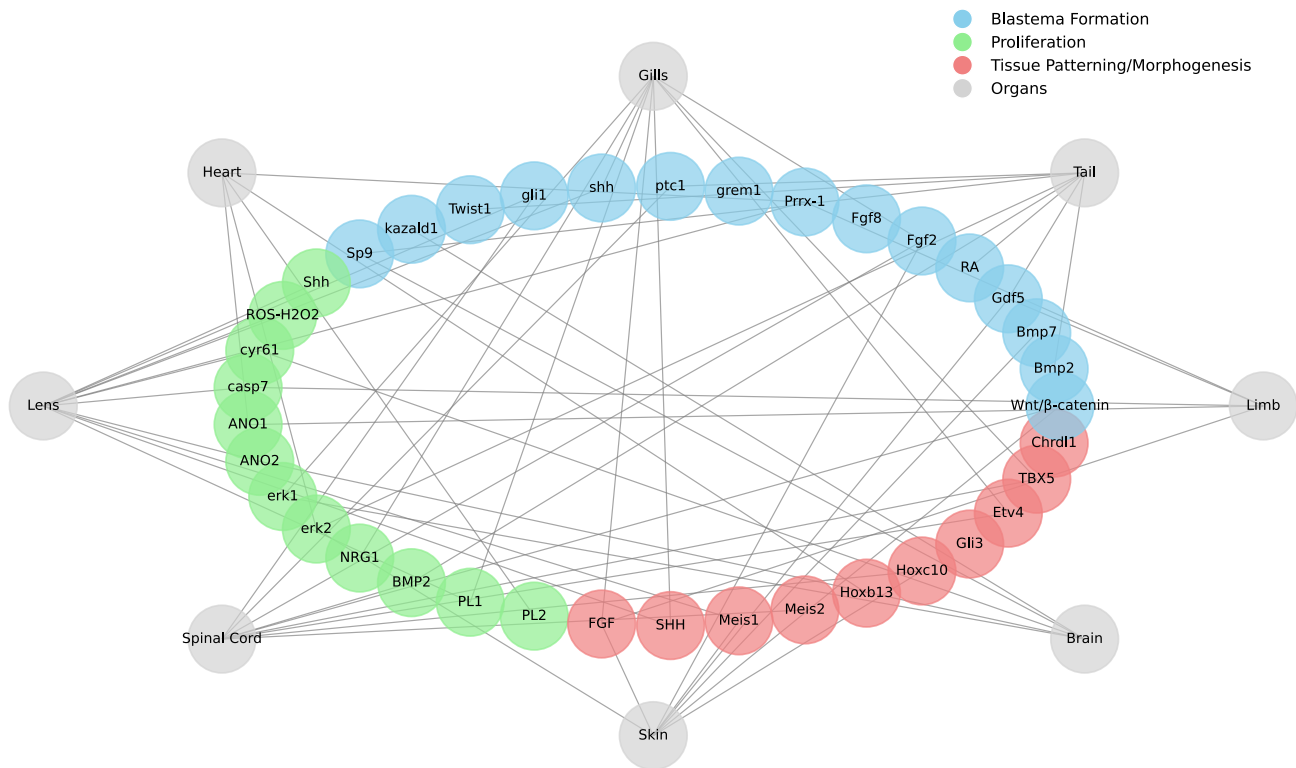 Blastema Formation
Proliferation
Tissue Patterning/Morphogenesis
Organs
Gills
Heart
Tail
shh
ptc1
grem1
gli1
Prrx-1
Twist1
Fgf8
kazald1
Fgf2
Sp9
RA
Shh
Gdf5
ROS-H2O2
Bmp7
cyr61
Bmp2
casp7
Lens
Wnt/β-catenin
Limb
ANO1
Chrdl1
ANO2
TBX5
erk1
Etv4
erk2
Gli3
NRG1
Hoxc10
BMP2
Hoxb13
PL1
Meis2
PL2
FGF
SHH
Meis1
Spinal Cord
Brain
Skin